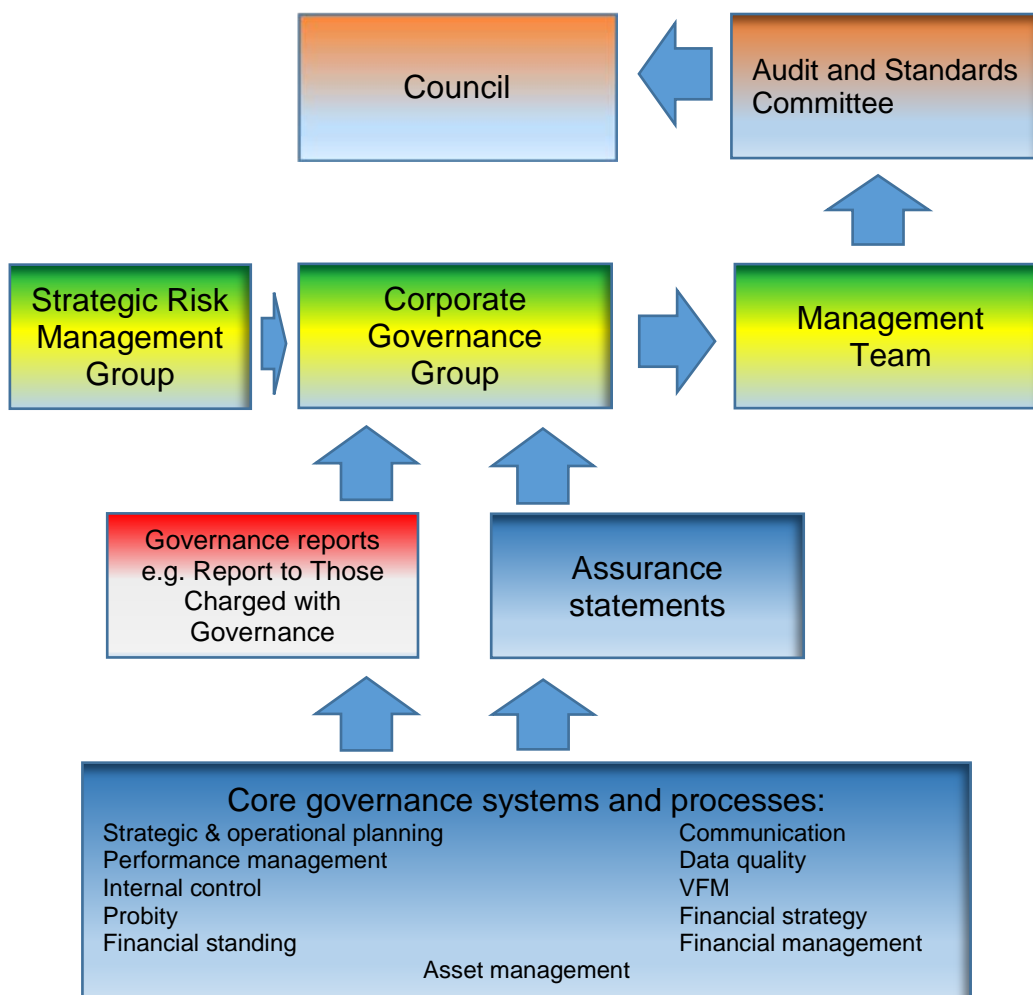 Council
Audit and Standards
Committee
Strategic Risk
Management
Group
Corporate
Governance
Group
Management
Team
Governance reports
e.g. Report to Those
Charged with
Governance
Assurance
statements
Core governance systems and processes:
Strategic & operational planning
Performance management
Internal control
Probity
Financial standing
Communication
Data quality
VFM
Financial strategy
Financial management
Asset management